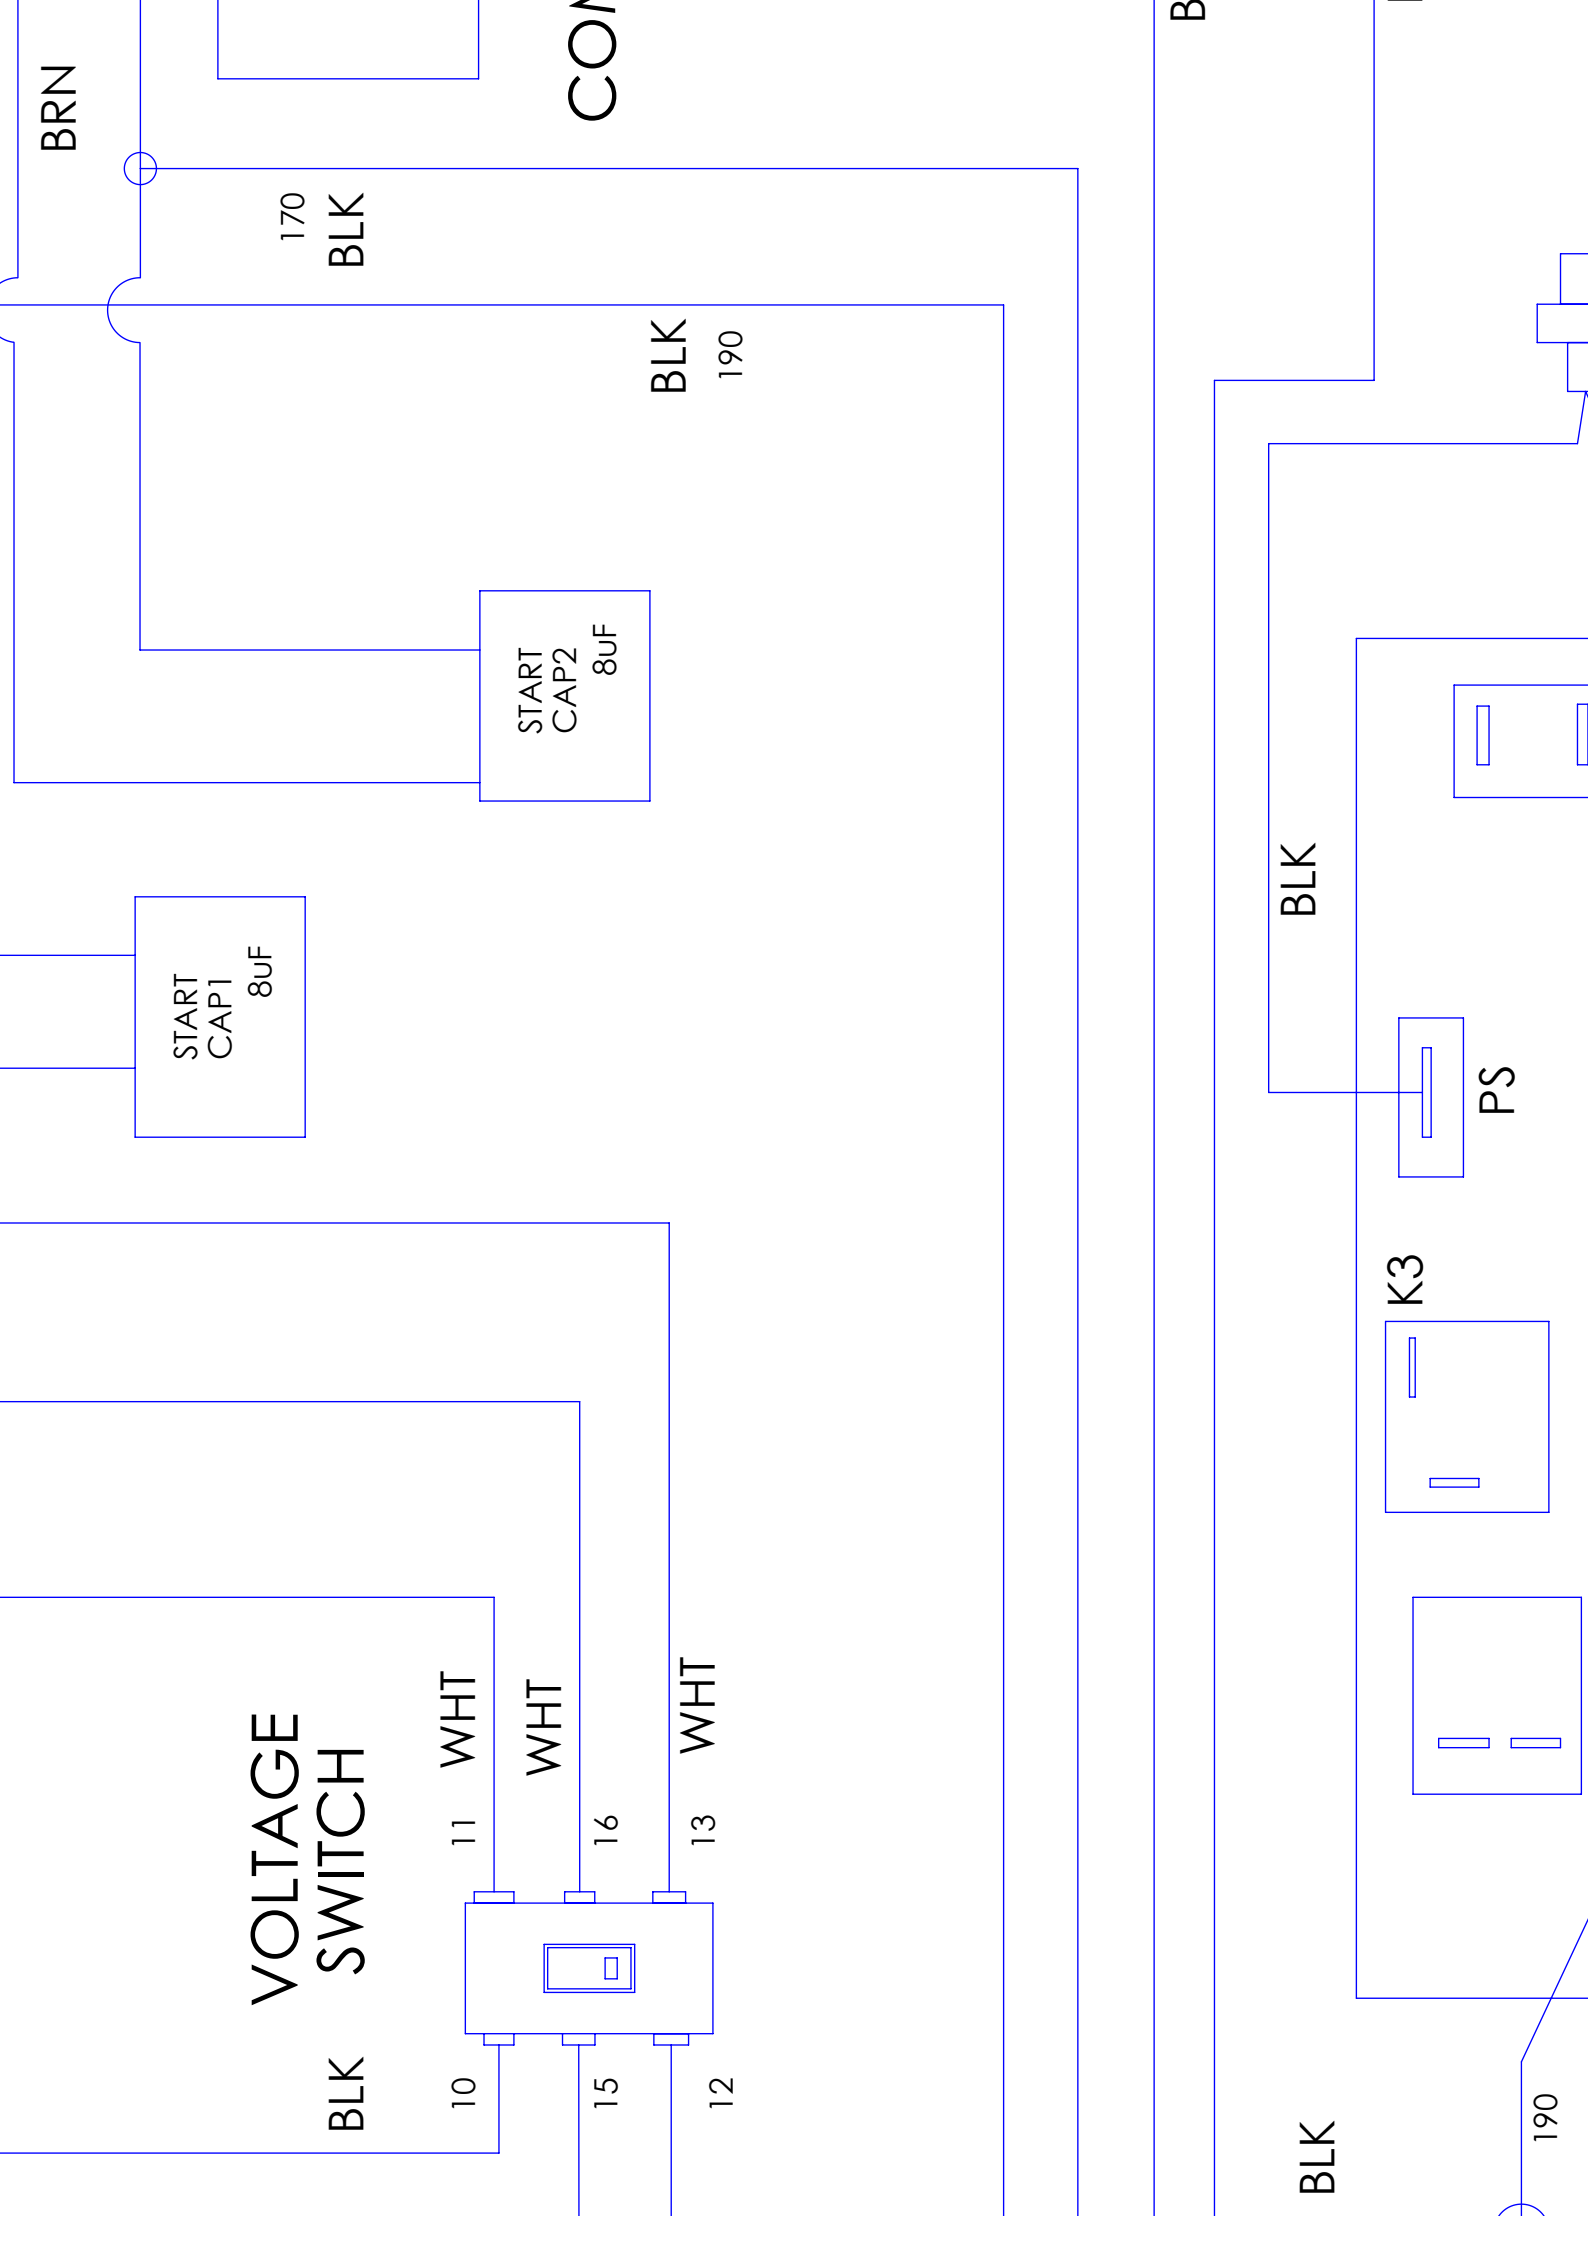 BRN
170
BLK
BLK
190
START
CAP2
8uF
START
CAP1
8uF
BLK
PS
K3
VOLTAGE
SWITCH
WHT
WHT
WHT
11
16
13
BLK
10
15
12
BLK
190